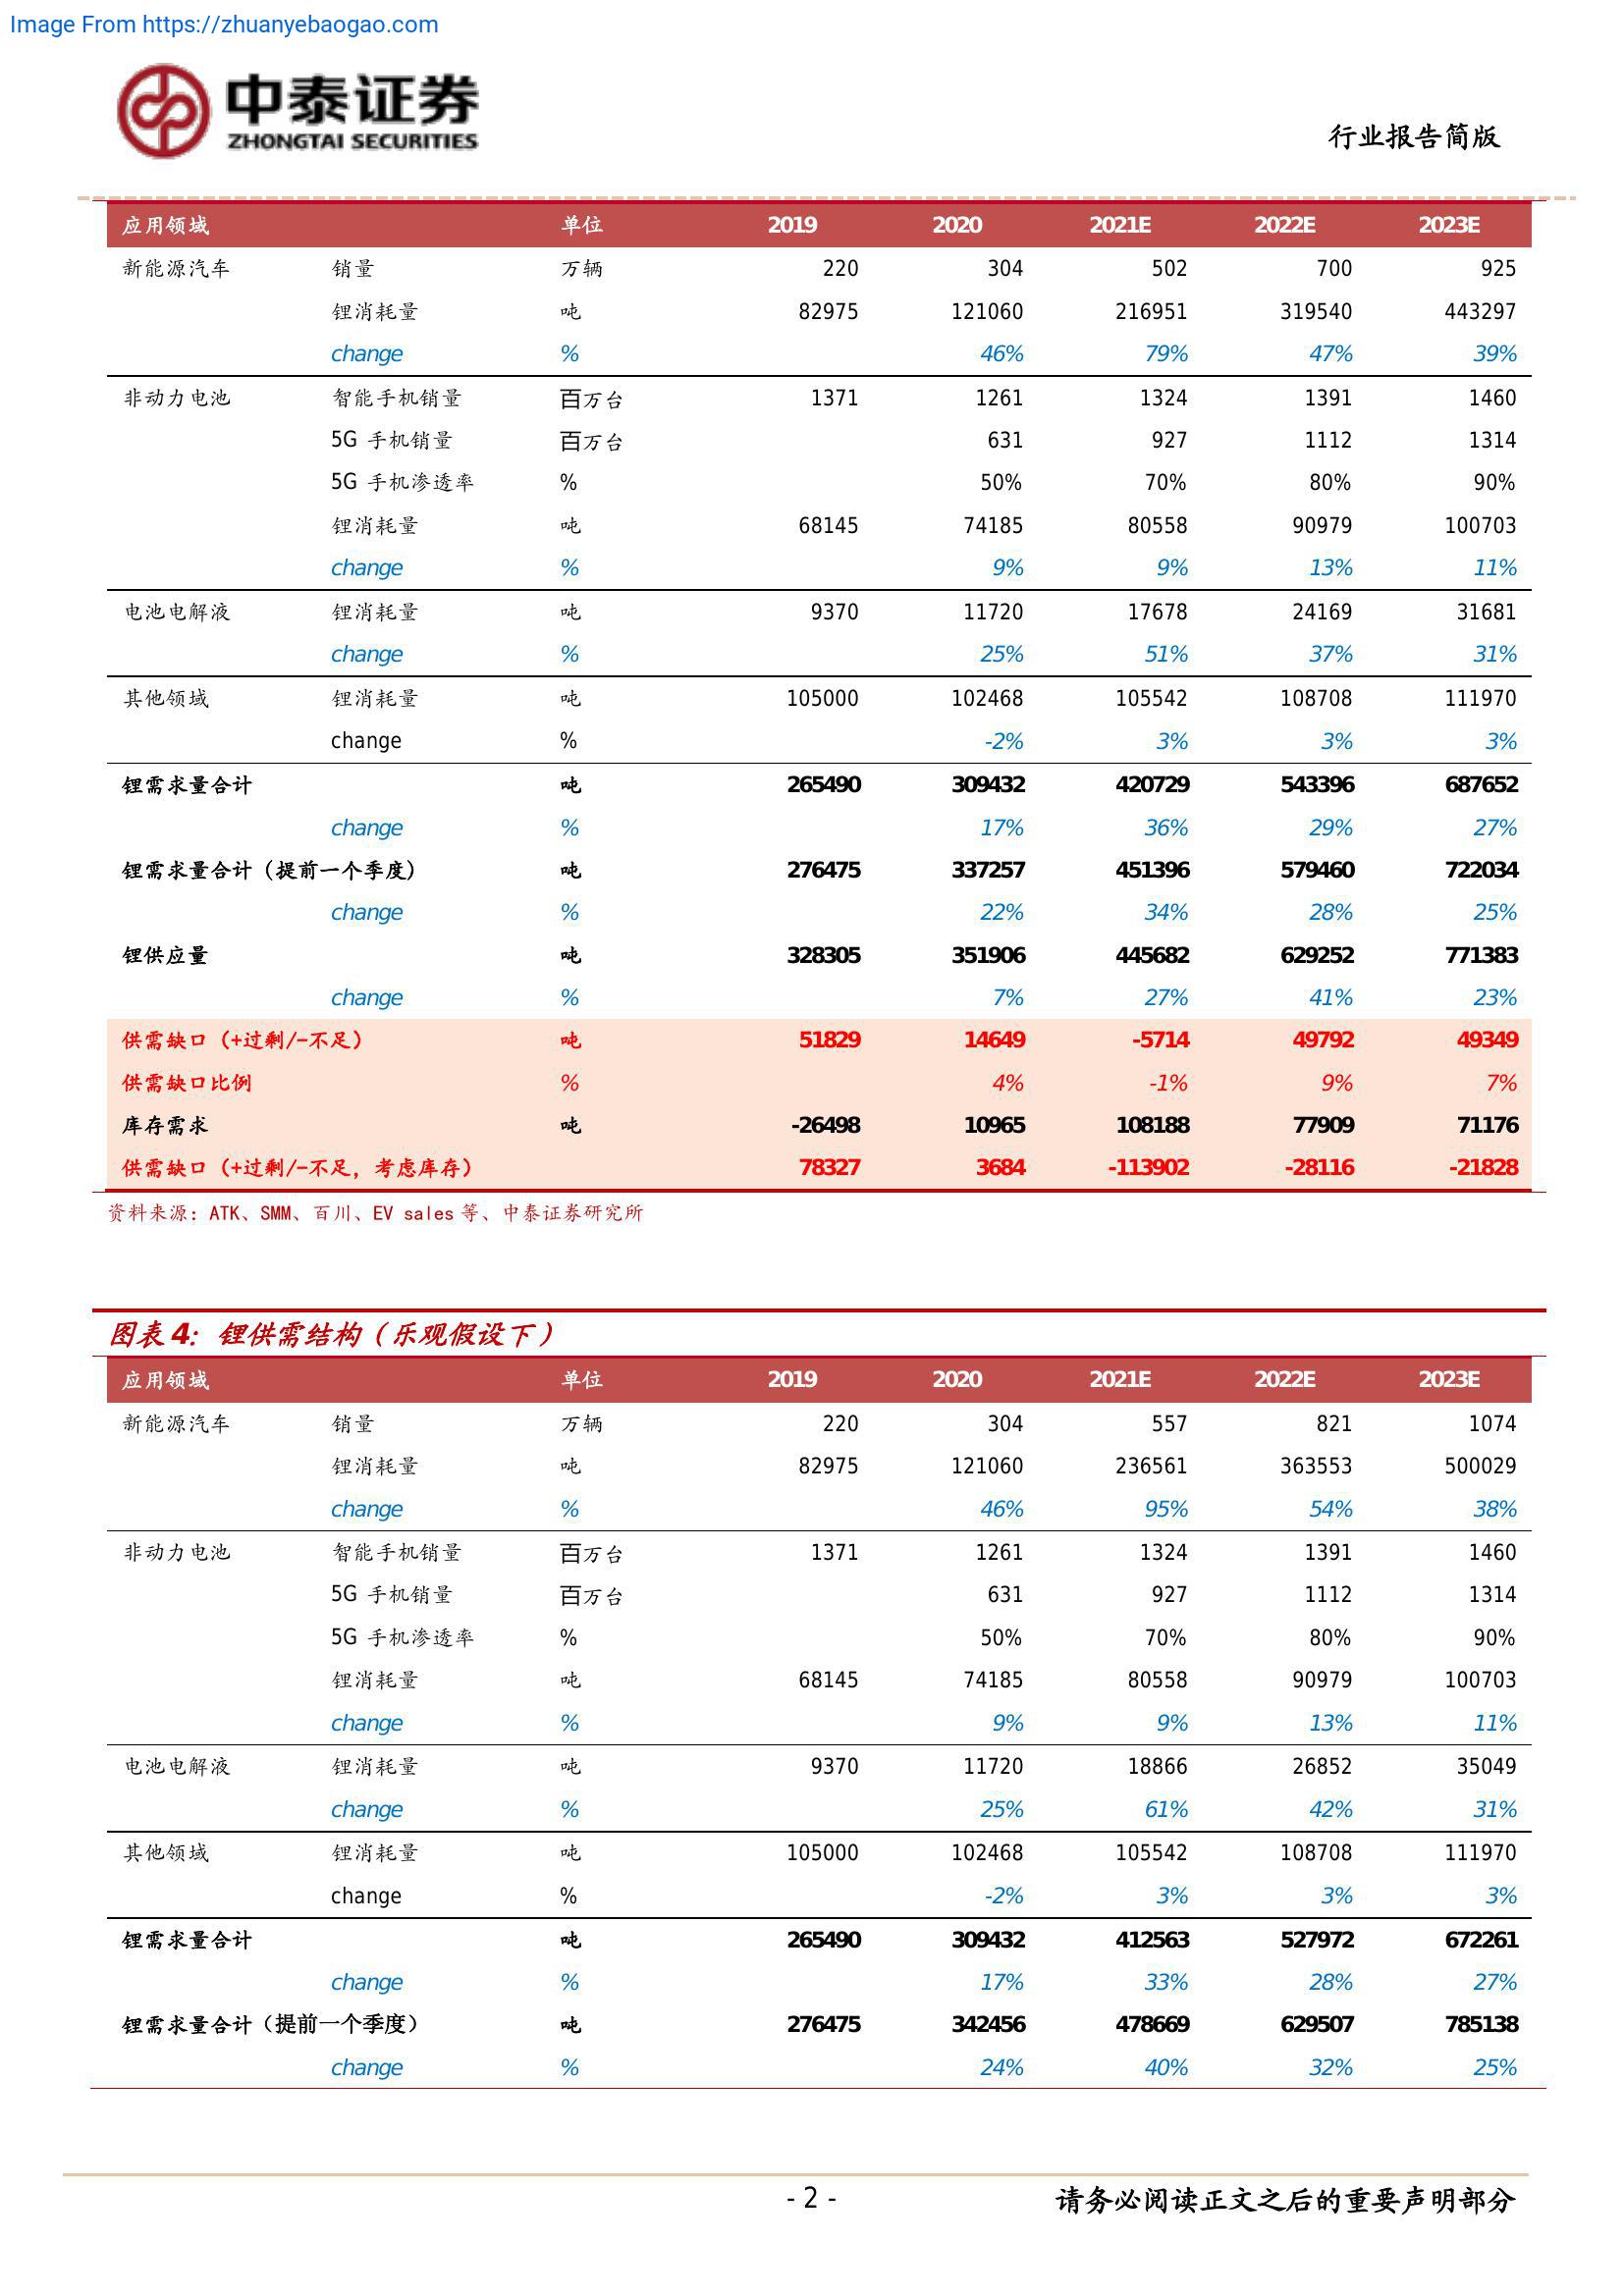 Image From https://zhuanyebaogao.com
中泰证券
ZHONGTAI SECURITIES
行业报告简版
应用领域 单位 2019 2020 2021E 2022E 2023E
新能源汽车 销量 万辆 220 304 502 700 925
锂消耗量 吨 82975 121060 216951 319540 443297
change % 46% 79% 47% 39%
非动力电池 智能手机销量 百万台 1371 1261 1324 1391 1460
5G 手机销量 百万台 631 927 1112 1314
5G 手机渗透率 % 50% 70% 80% 90%
锂消耗量 吨 68145 74185 80558 90979 100703
change % 9% 9% 13% 11%
电池电解液 锂消耗量 吨 9370 11720 17678 24169 31681
change % 25% 51% 37% 31%
其他领域 锂消耗量 吨 105000 102468 105542 108708 111970
change % -2% 3% 3% 3%
锂需求量合计 吨 265490 309432 420729 543396 687652
change % 17% 36% 29% 27%
锂需求量合计（提前一个季度） 吨 276475 337257 451396 579460 722034
change % 22% 34% 28% 25%
锂供应量 吨 328305 351906 445682 629252 771383
change % 7% 27% 41% 23%
供需缺口（+过剩/-不足） 吨 51829 14649 -5714 49792 49349
供需缺口比例 % 4% -1% 9% 7%
库存需求 吨 -26498 10965 108188 77909 71176
供需缺口（+过剩/-不足，考虑库存） 78327 3684 -113902 -28116 -21828
资料来源：ATK、SMM、百川、EV sales 等、中泰证券研究所
图表 4：锂供需结构（乐观假设下）
应用领域 单位 2019 2020 2021E 2022E 2023E
新能源汽车 销量 万辆 220 304 557 821 1074
锂消耗量 吨 82975 121060 236561 363553 500029
change % 46% 95% 54% 38%
非动力电池 智能手机销量 百万台 1371 1261 1324 1391 1460
5G 手机销量 百万台 631 927 1112 1314
5G 手机渗透率 % 50% 70% 80% 90%
锂消耗量 吨 68145 74185 80558 90979 100703
change % 9% 9% 13% 11%
电池电解液 锂消耗量 吨 9370 11720 18866 26852 35049
change % 25% 61% 42% 31%
其他领域 锂消耗量 吨 105000 102468 105542 108708 111970
change % -2% 3% 3% 3%
锂需求量合计 吨 265490 309432 412563 527972 672261
change % 17% 33% 28% 27%
锂需求量合计（提前一个季度） 吨 276475 342456 478669 629507 785138
change % 24% 40% 32% 25%
- 2 -
请务必阅读正文之后的重要声明部分